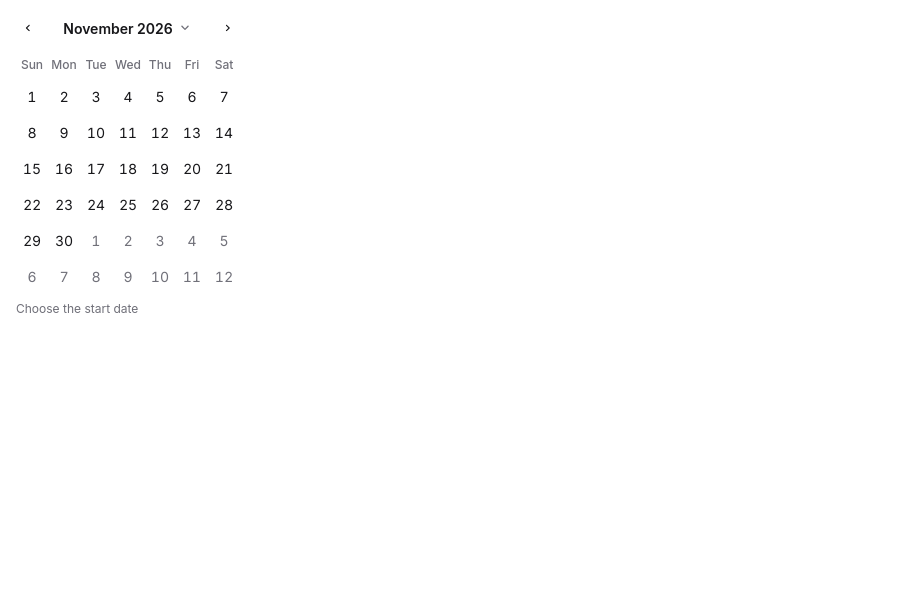 November 2026
Sun Mon Tue Wed Thu Fri Sat
1 2 3 4 5 6 7
8 9 10 11 12 13 14
15 16 17 18 19 20 21
22 23 24 25 26 27 28
29 30 1 2 3 4 5
6 7 8 9 10 11 12
Choose the start date